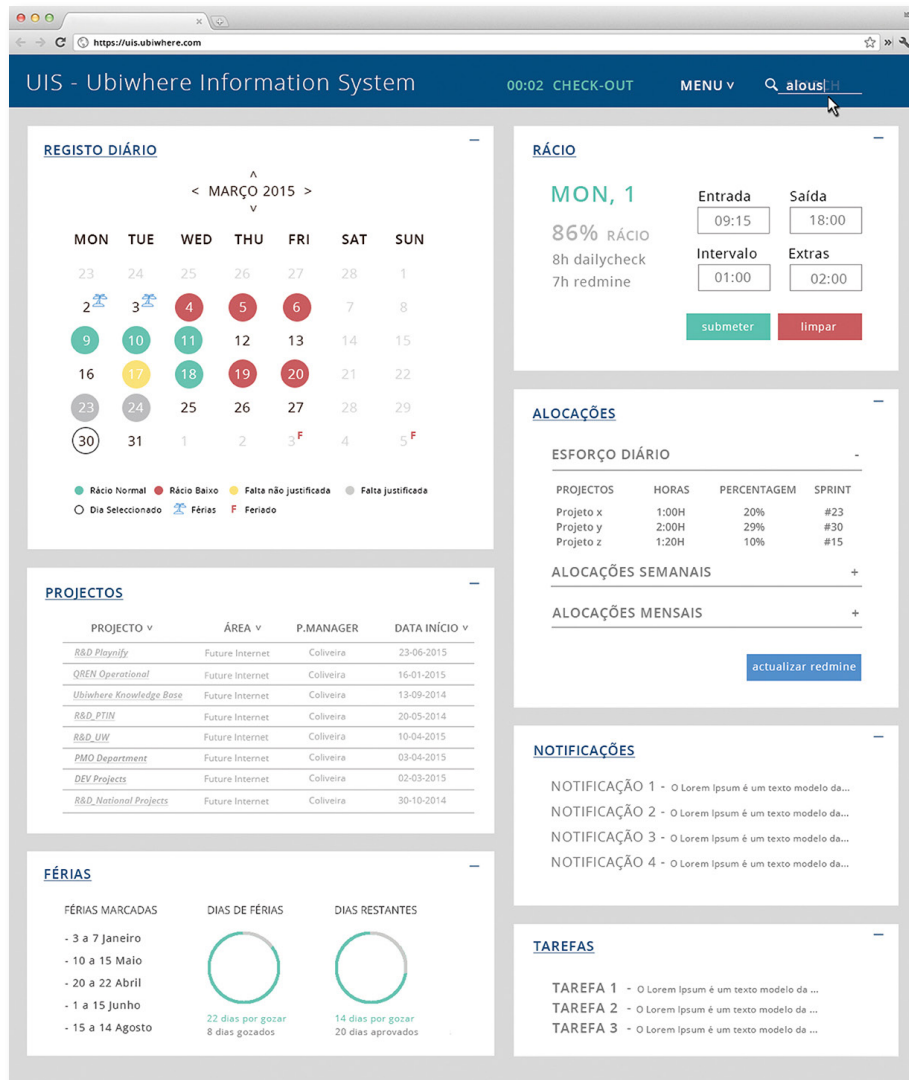 https://uis.ubiwhere.com
UIS - Ubiwhere Information System
00:02 CHECK-OUT
MENU
alous
REGISTO DIÁRIO
< MARÇO 2015 >
MON TUE WED THU FRI SAT SUN
23 24 25 26 27 28 1
2 3 4 5 6 7 8
9 10 11 12 13 14 15
16 17 18 19 20 21 22
23 24 25 26 27 28 29
30 31 1 2 3 F 4 5 F
Rácio Normal Rácio Baixo Falta não justificada Falta justificada
Dia Seleccionado Férias F Feriado
RÁCIO
MON, 1
86% RÁCIO
8h dailycheck
7h redmine
Entrada Saída
09:15 18:00
Intervalo Extras
01:00 02:00
submeter limpar
ALOCAÇÕES
ESFORÇO DIÁRIO -
PROJECTOS HORAS PERCENTAGEM SPRINT
Projeto x 1:00H 20% #23
Projeto y 2:00H 29% #30
Projeto z 1:20H 10% #15
ALOCAÇÕES SEMANAIS +
ALOCAÇÕES MENSAIS +
actualizar redmine
PROJECTOS
PROJECTO ÁREA P.MANAGER DATA INÍCIO
R&D Playnify Future Internet Coliveira 23-06-2015
QREN Operational Future Internet Coliveira 16-01-2015
Ubiwhere Knowledge Base Future Internet Coliveira 13-09-2014
R&D_PTIN Future Internet Coliveira 20-05-2014
R&D_UW Future Internet Coliveira 10-04-2015
PMO Department Future Internet Coliveira 03-04-2015
DEV Projects Future Internet Coliveira 02-03-2015
R&D_National Projects Future Internet Coliveira 30-10-2014
NOTIFICAÇÕES
NOTIFICAÇÃO 1 - O Lorem Ipsum é um texto modelo da...
NOTIFICAÇÃO 2 - O Lorem Ipsum é um texto modelo da...
NOTIFICAÇÃO 3 - O Lorem Ipsum é um texto modelo da...
NOTIFICAÇÃO 4 - O Lorem Ipsum é um texto modelo da...
FÉRIAS
FÉRIAS MARCADAS
- 3 a 7 Janeiro
- 10 a 15 Maio
- 20 a 22 Abril
- 1 a 15 Junho
- 15 a 14 Agosto
DIAS DE FÉRIAS
22 dias por gozar
8 dias gozados
DIAS RESTANTES
14 dias por gozar
20 dias aprovados
TAREFAS
TAREFA 1 - O Lorem Ipsum é um texto modelo da ...
TAREFA 2 - O Lorem Ipsum é um texto modelo da ...
TAREFA 3 - O Lorem Ipsum é um texto modelo da ...